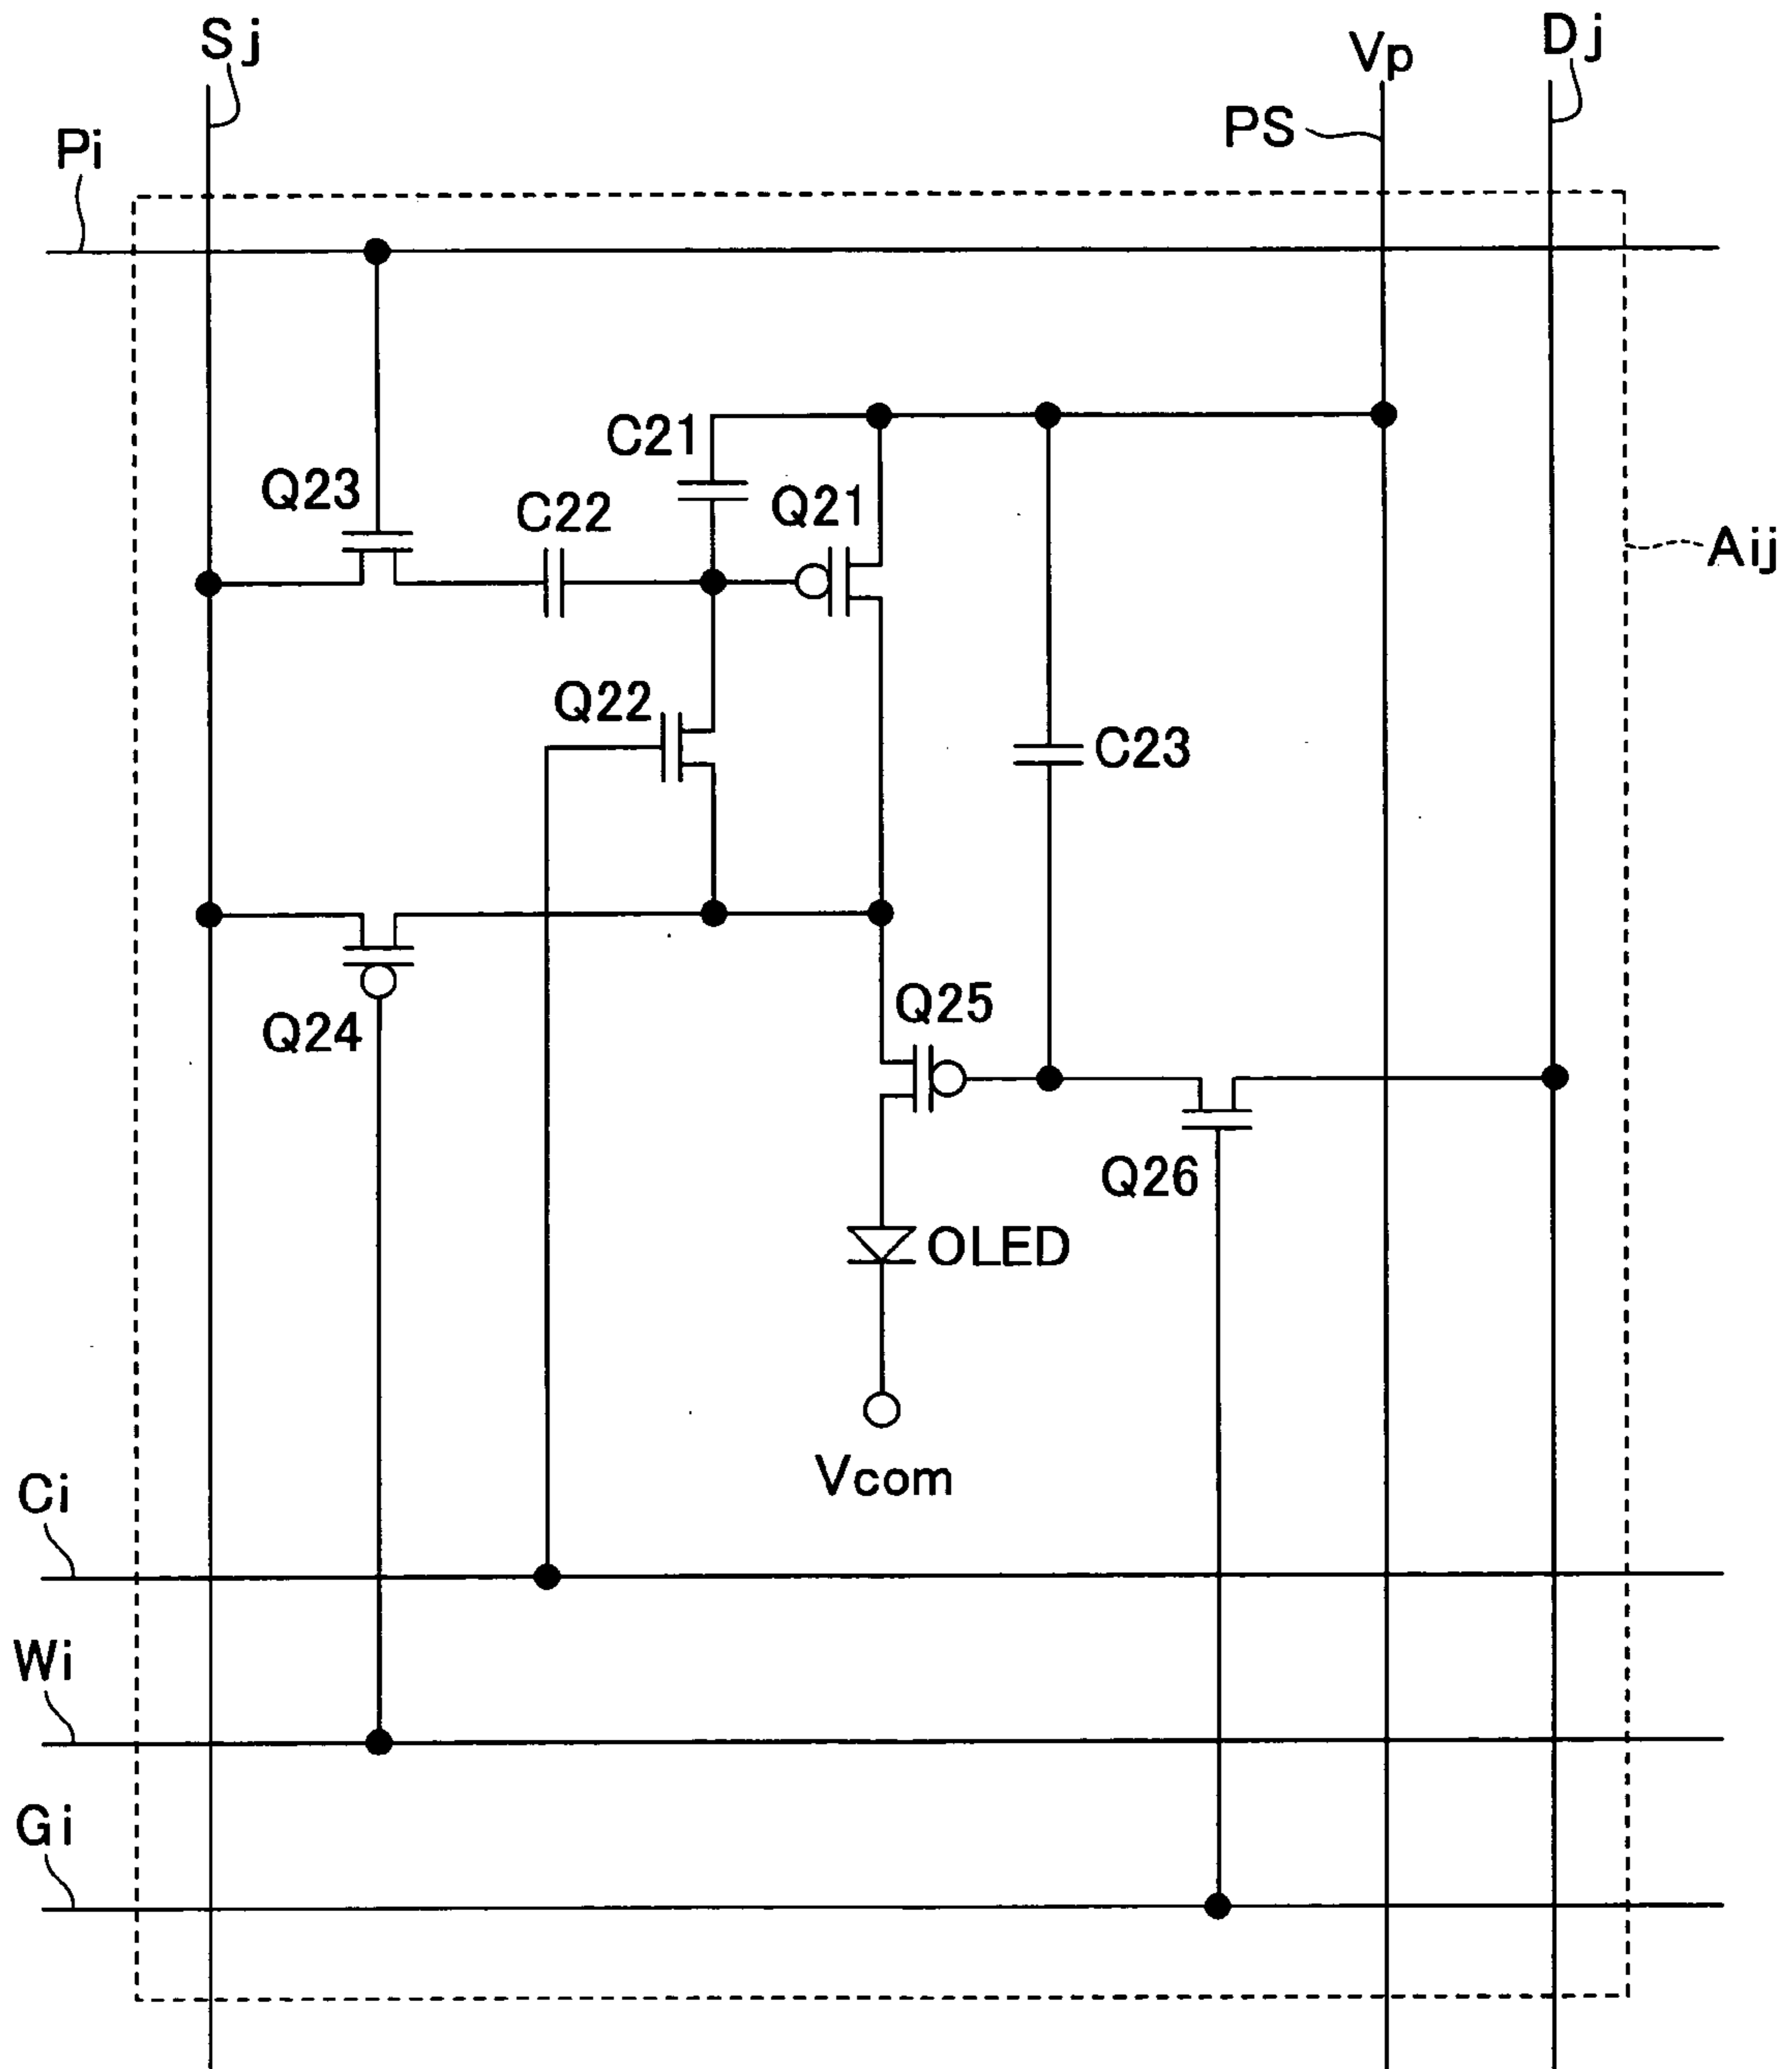 Sj
Vp
Dj
PS
Pi
C21
Q23
C22
Q21
Aij
Q22
C23
Q25
Q24
Q26
OLED
Vcom
Ci
Wi
Gi